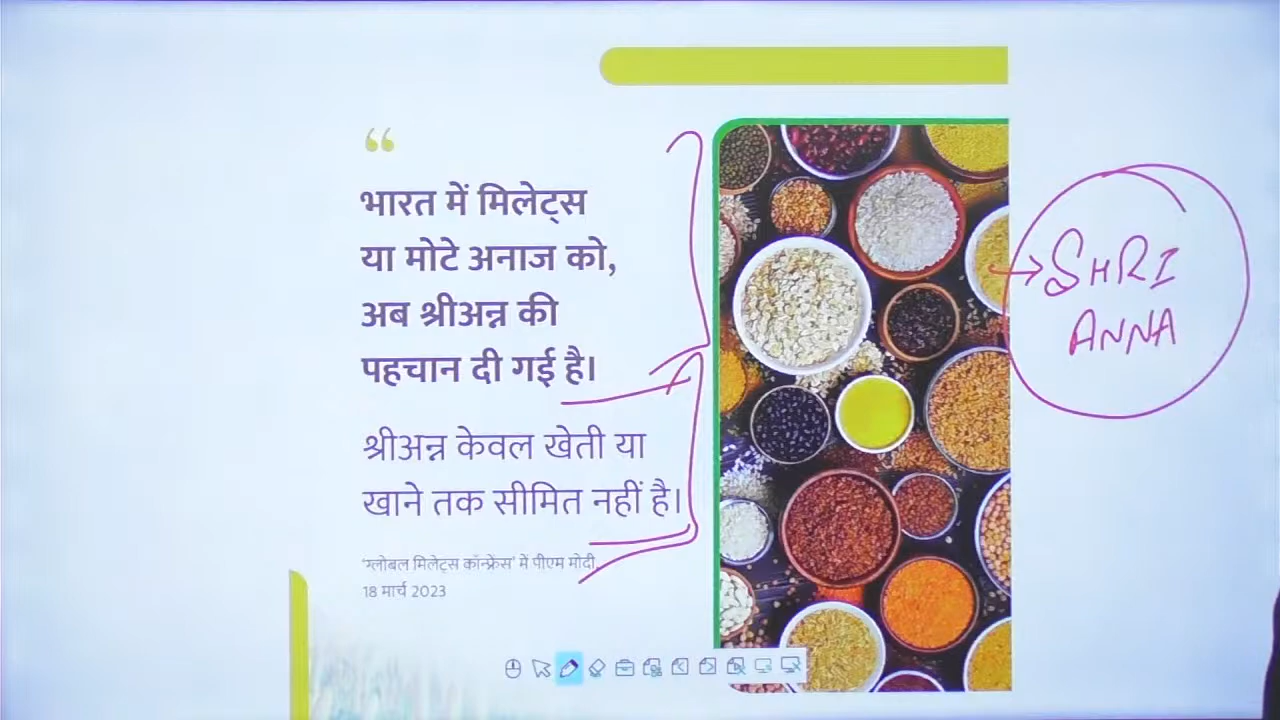 “
भारत में मिलेट्स
या मोटे अनाज को,
अब श्रीअन्न की
पहचान दी गई है।
श्रीअन्न केवल खेती या
खाने तक सीमित नहीं है।
'ग्लोबल मिलेट्स कॉन्फ्रेंस' में पीएम मोदी,
18 मार्च 2023
SHRI
ANNA